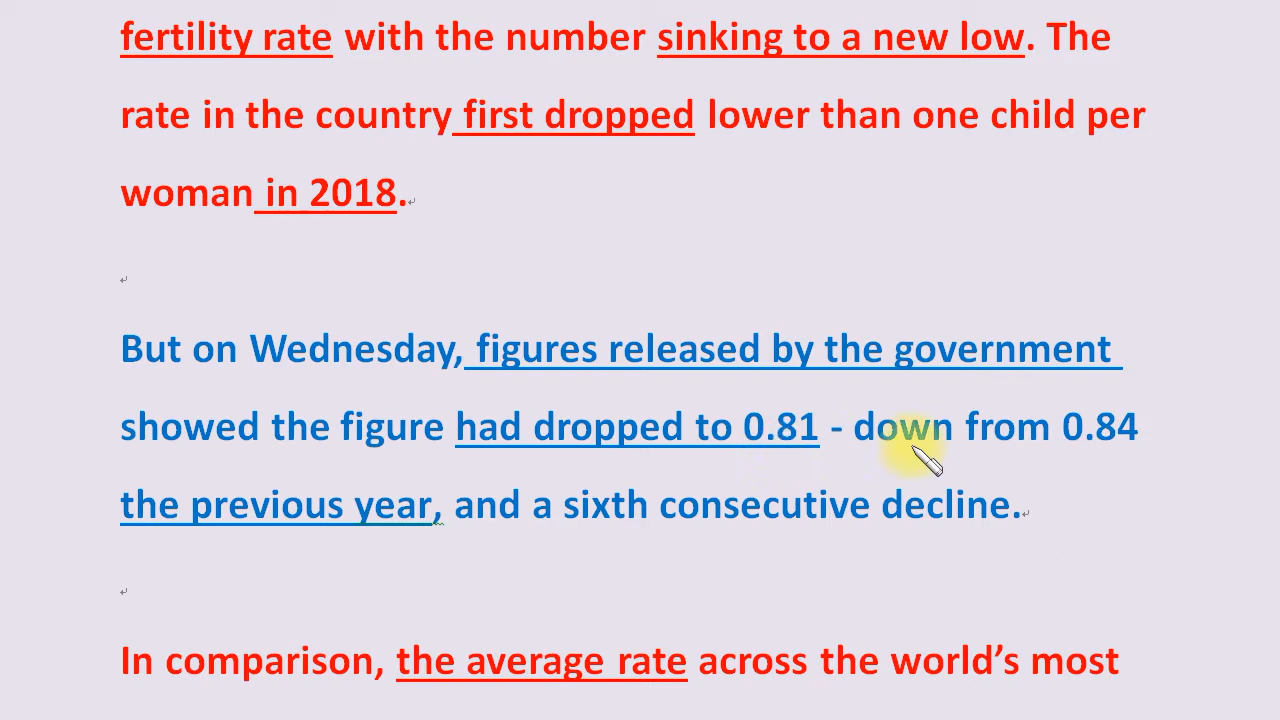 fertility rate with the number sinking to a new low. The
rate in the country first dropped lower than one child per
woman in 2018.
But on Wednesday, figures released by the government
showed the figure had dropped to 0.81 - down from 0.84
the previous year, and a sixth consecutive decline.
In comparison, the average rate across the world’s most